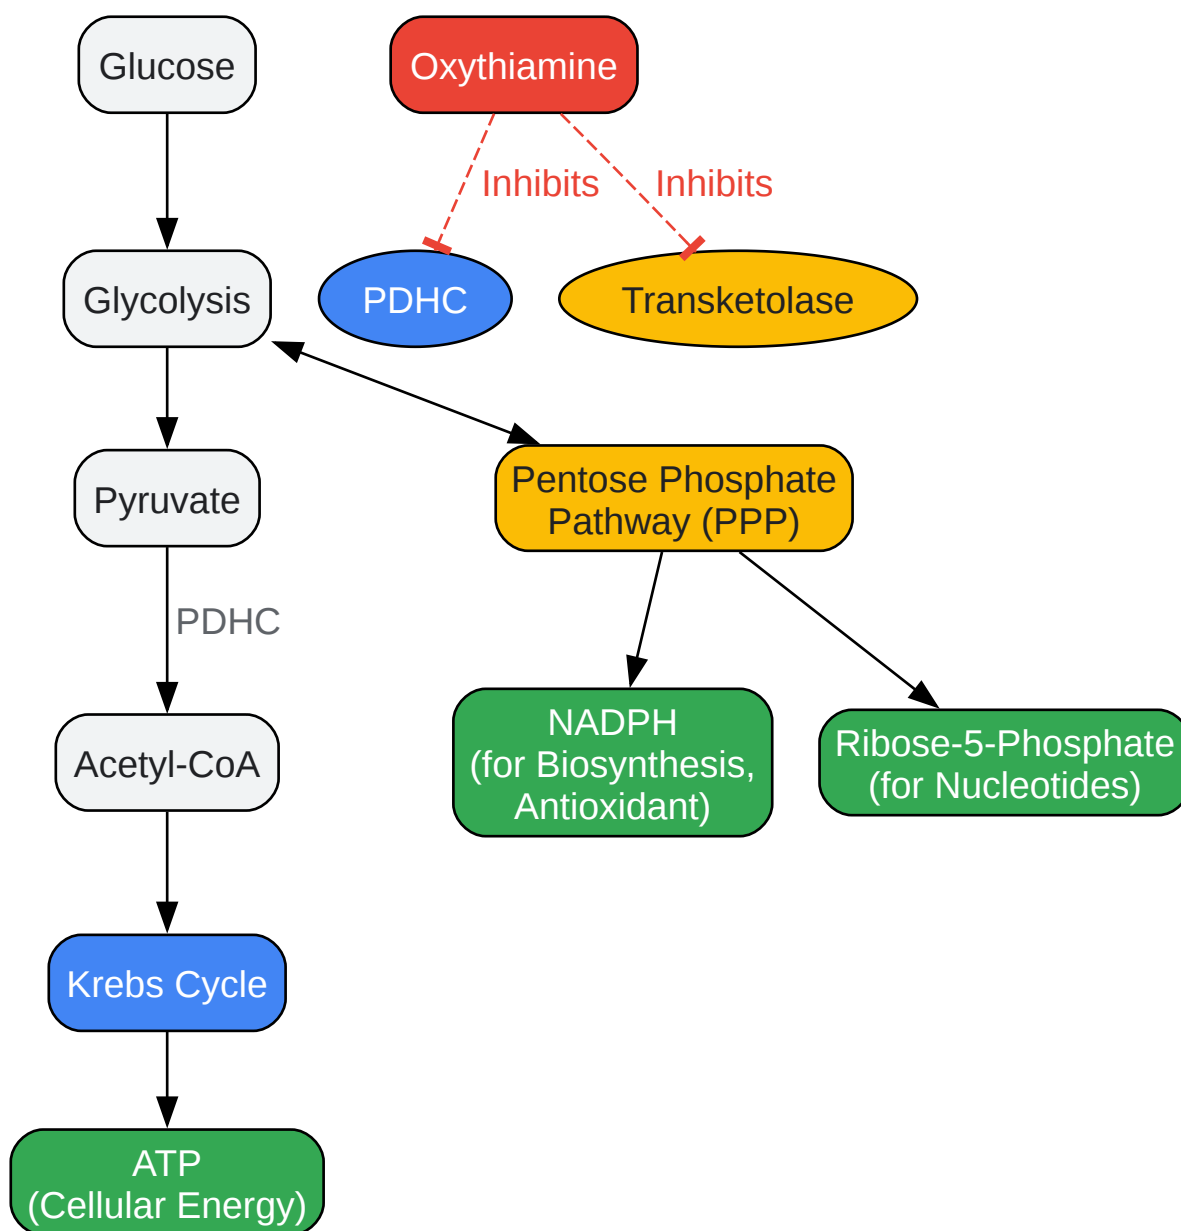 Glucose
Oxythiamine
Inhibits
Inhibits
Glycolysis
PDHC
Transketolase
Pyruvate
Pentose Phosphate
Pathway (PPP)
PDHC
Acetyl-CoA
NADPH
(for Biosynthesis,
Antioxidant)
Ribose-5-Phosphate
(for Nucleotides)
Krebs Cycle
ATP
(Cellular Energy)